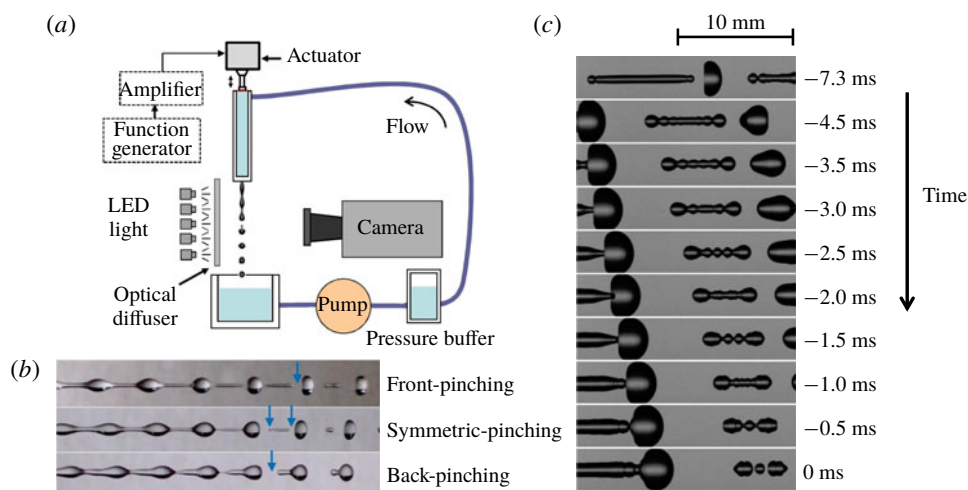 (a)
Actuator
Amplifier
Function
generator
Flow
LED
light
Camera
Optical
diffuser
Pump
Pressure buffer
(b)
Front-pinching
Symmetric-pinching
Back-pinching
(c)
10 mm
−7.3 ms
−4.5 ms
−3.5 ms
−3.0 ms
Time
−2.5 ms
−2.0 ms
−1.5 ms
−1.0 ms
−0.5 ms
0 ms